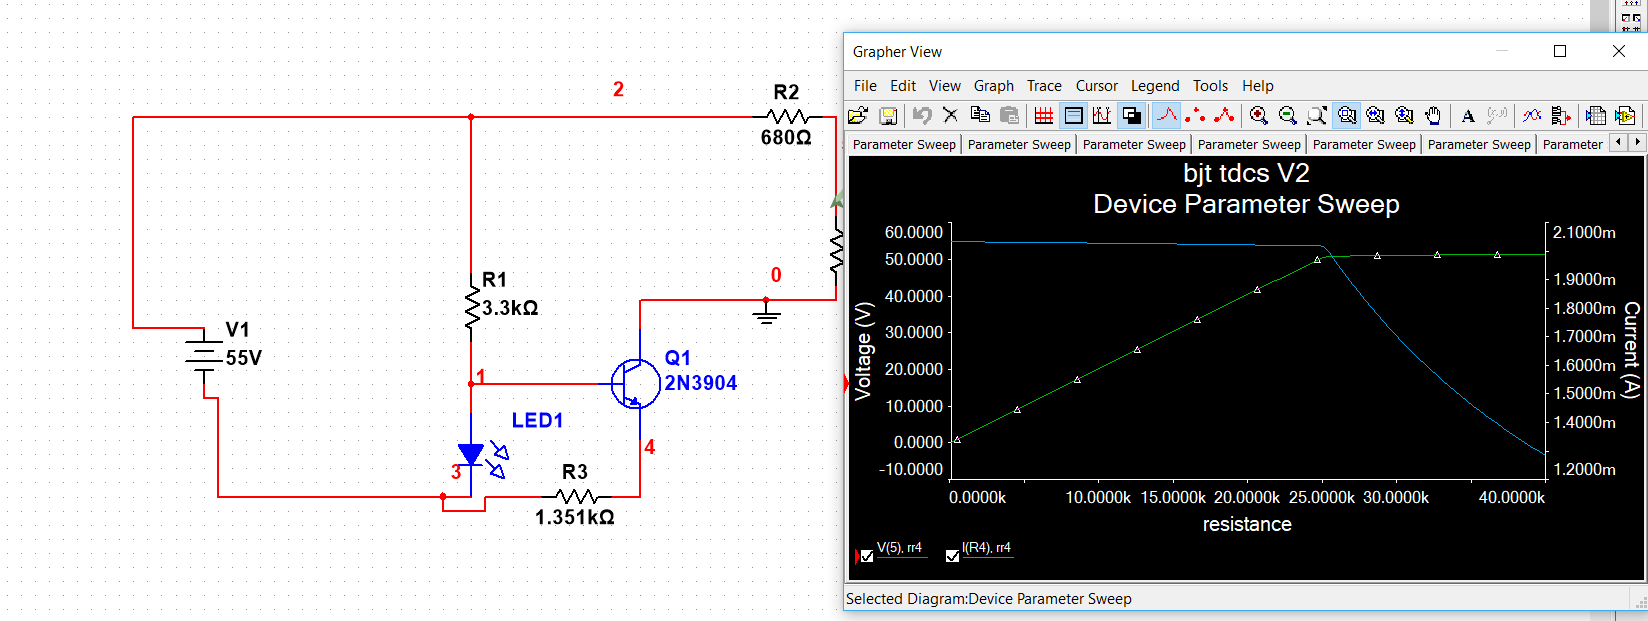 2
R2
680Ω
R1
3.3kΩ
0
V1
55V
1
Q1
2N3904
LED1
3
4
R3
1.351kΩ
Grapher View
File Edit View Graph Trace Cursor Legend Tools Help
A
Parameter Sweep Parameter Sweep Parameter Sweep Parameter Sweep Parameter Sweep Parameter Sweep Parameter
bjt tdcs V2
Device Parameter Sweep
Voltage (V)
60.0000
50.0000
40.0000
30.0000
20.0000
10.0000
0.0000
-10.0000
2.1000m
1.9000m
1.8000m
1.7000m
1.6000m
1.5000m
1.4000m
1.2000m
Current (A)
0.0000k 10.0000k 15.0000k 20.0000k 25.0000k 30.0000k 40.0000k
resistance
V(5), rr4 I(R4), rr4
Selected Diagram:Device Parameter Sweep